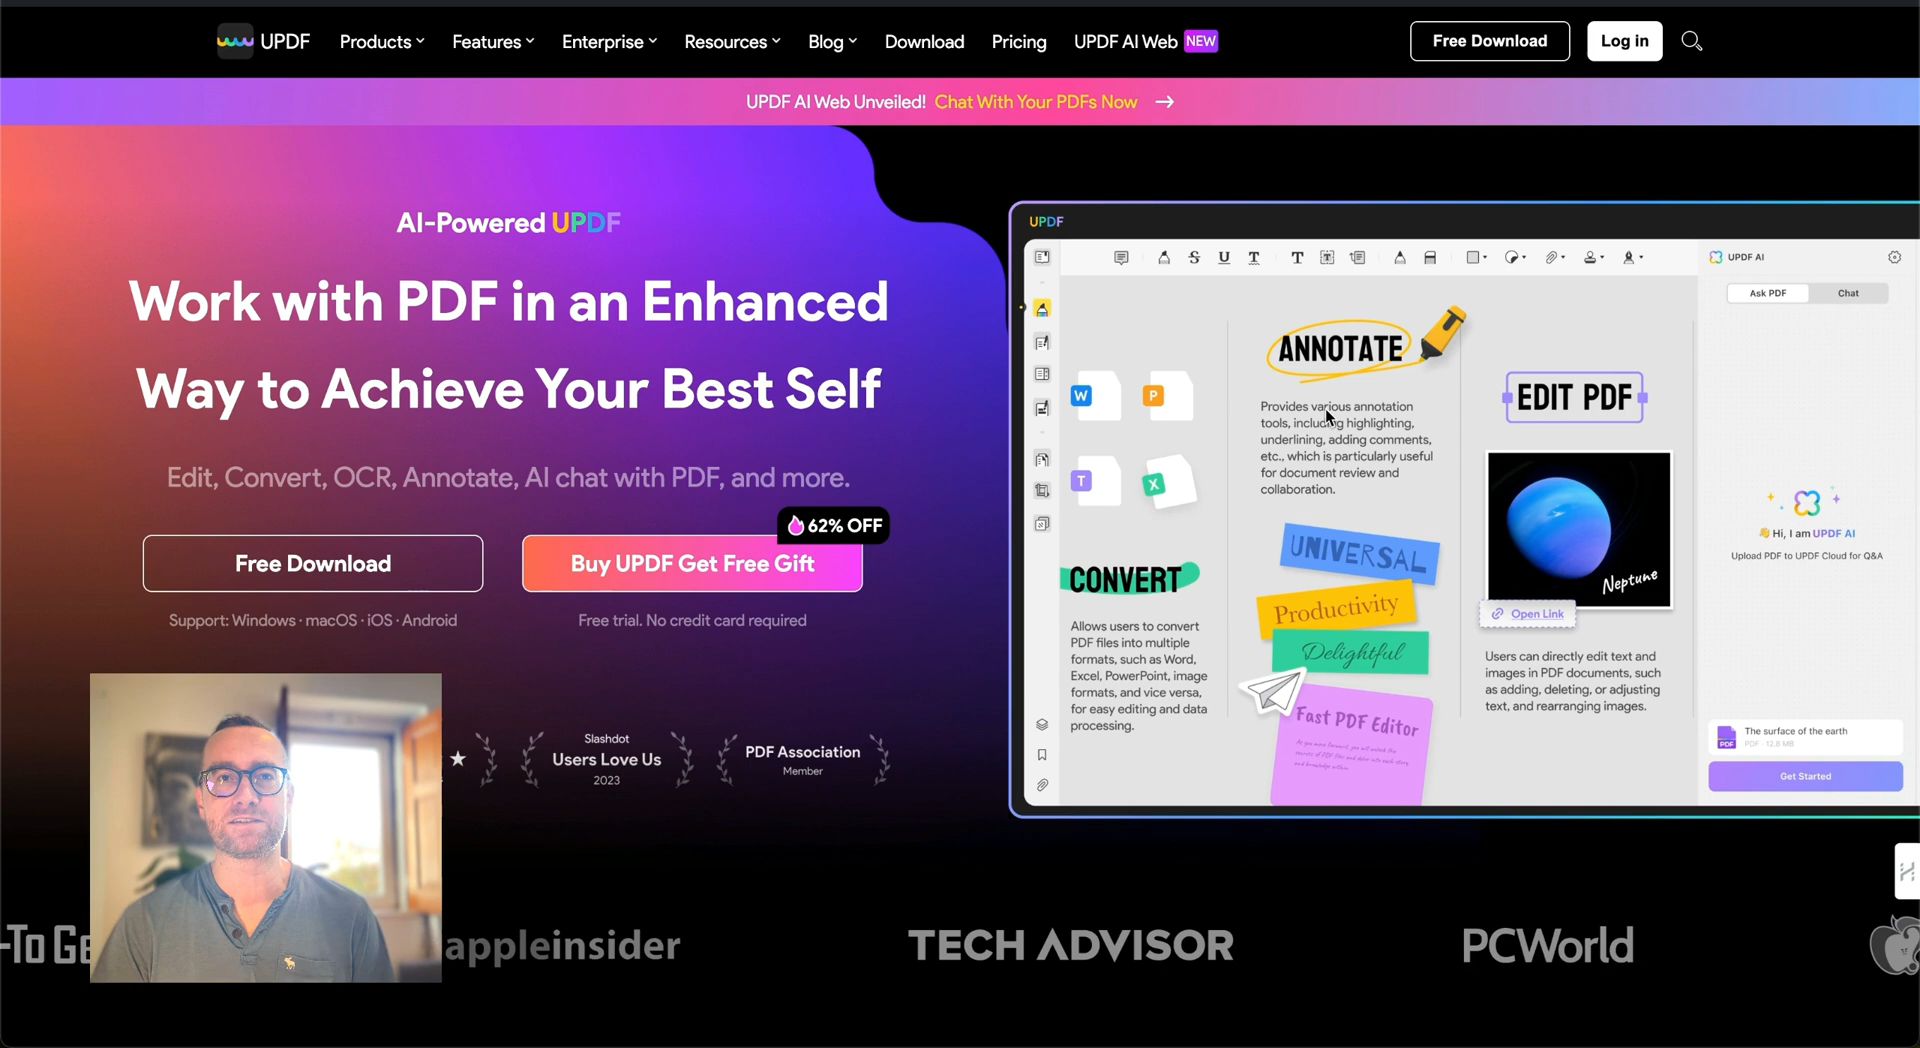 UPDF
Products
Features
Enterprise
Resources
Blog
Download
Pricing
UPDF AI Web NEW
Free Download
Log in
UPDF AI Web Unveiled! Chat With Your PDFs Now →
AI-Powered UPDF
Work with PDF in an Enhanced
Way to Achieve Your Best Self
Edit, Convert, OCR, Annotate, AI chat with PDF, and more.
62% OFF
Free Download
Buy UPDF Get Free Gift
Support: Windows · macOS · iOS · Android
Free trial. No credit card required
Slashdot
Users Love Us
2023
PDF Association
Member
UPDF
W
P
T
X
CONVERT
Allows users to convert
PDF files into multiple
formats, such as Word,
Excel, PowerPoint, image
formats, and vice versa,
for easy editing and data
processing.
ANNOTATE
Provides various annotation
tools, including highlighting,
underlining, adding comments,
etc., which is particularly useful
for document review and
collaboration.
UNIVERSAL
Productivity
Delightful
Fast PDF Editor
EDIT PDF
Neptune
Open Link
Users can directly edit text and
images in PDF documents, such
as adding, deleting, or adjusting
text, and rearranging images.
UPDF AI
Ask PDF
Chat
Hi, I am UPDF AI
Upload PDF to UPDF Cloud for Q&A
The surface of the earth
PDF
PDF · 12.8 MB
Get Started
-To Ge
appleinsider
TECH ADVISOR
PCWorld